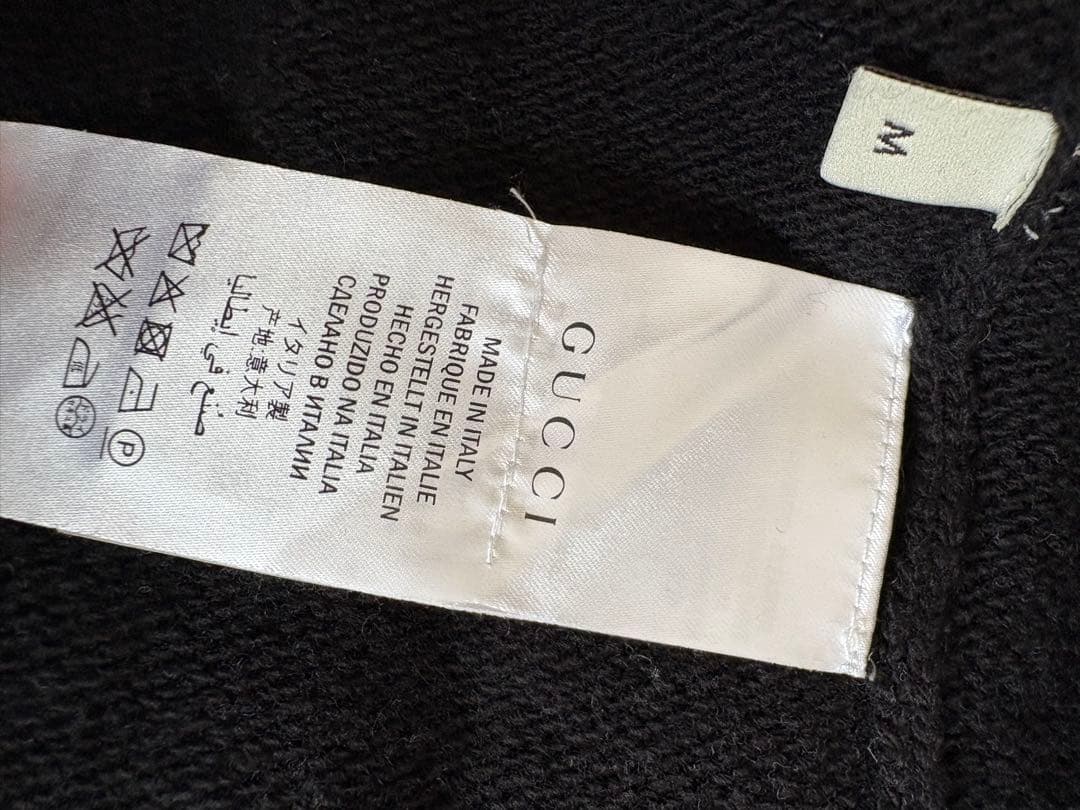 M
GUCCI
MADE IN ITALY
FABRIQUE EN ITALIE
HERGESTELLT IN ITALIEN
HECHO EN ITALIA
PRODUZIDO NA ITALIA
СДЕЛАНО В ИТАЛИИ
イタリア製
产地意大利
صنع في إيطاليا
P